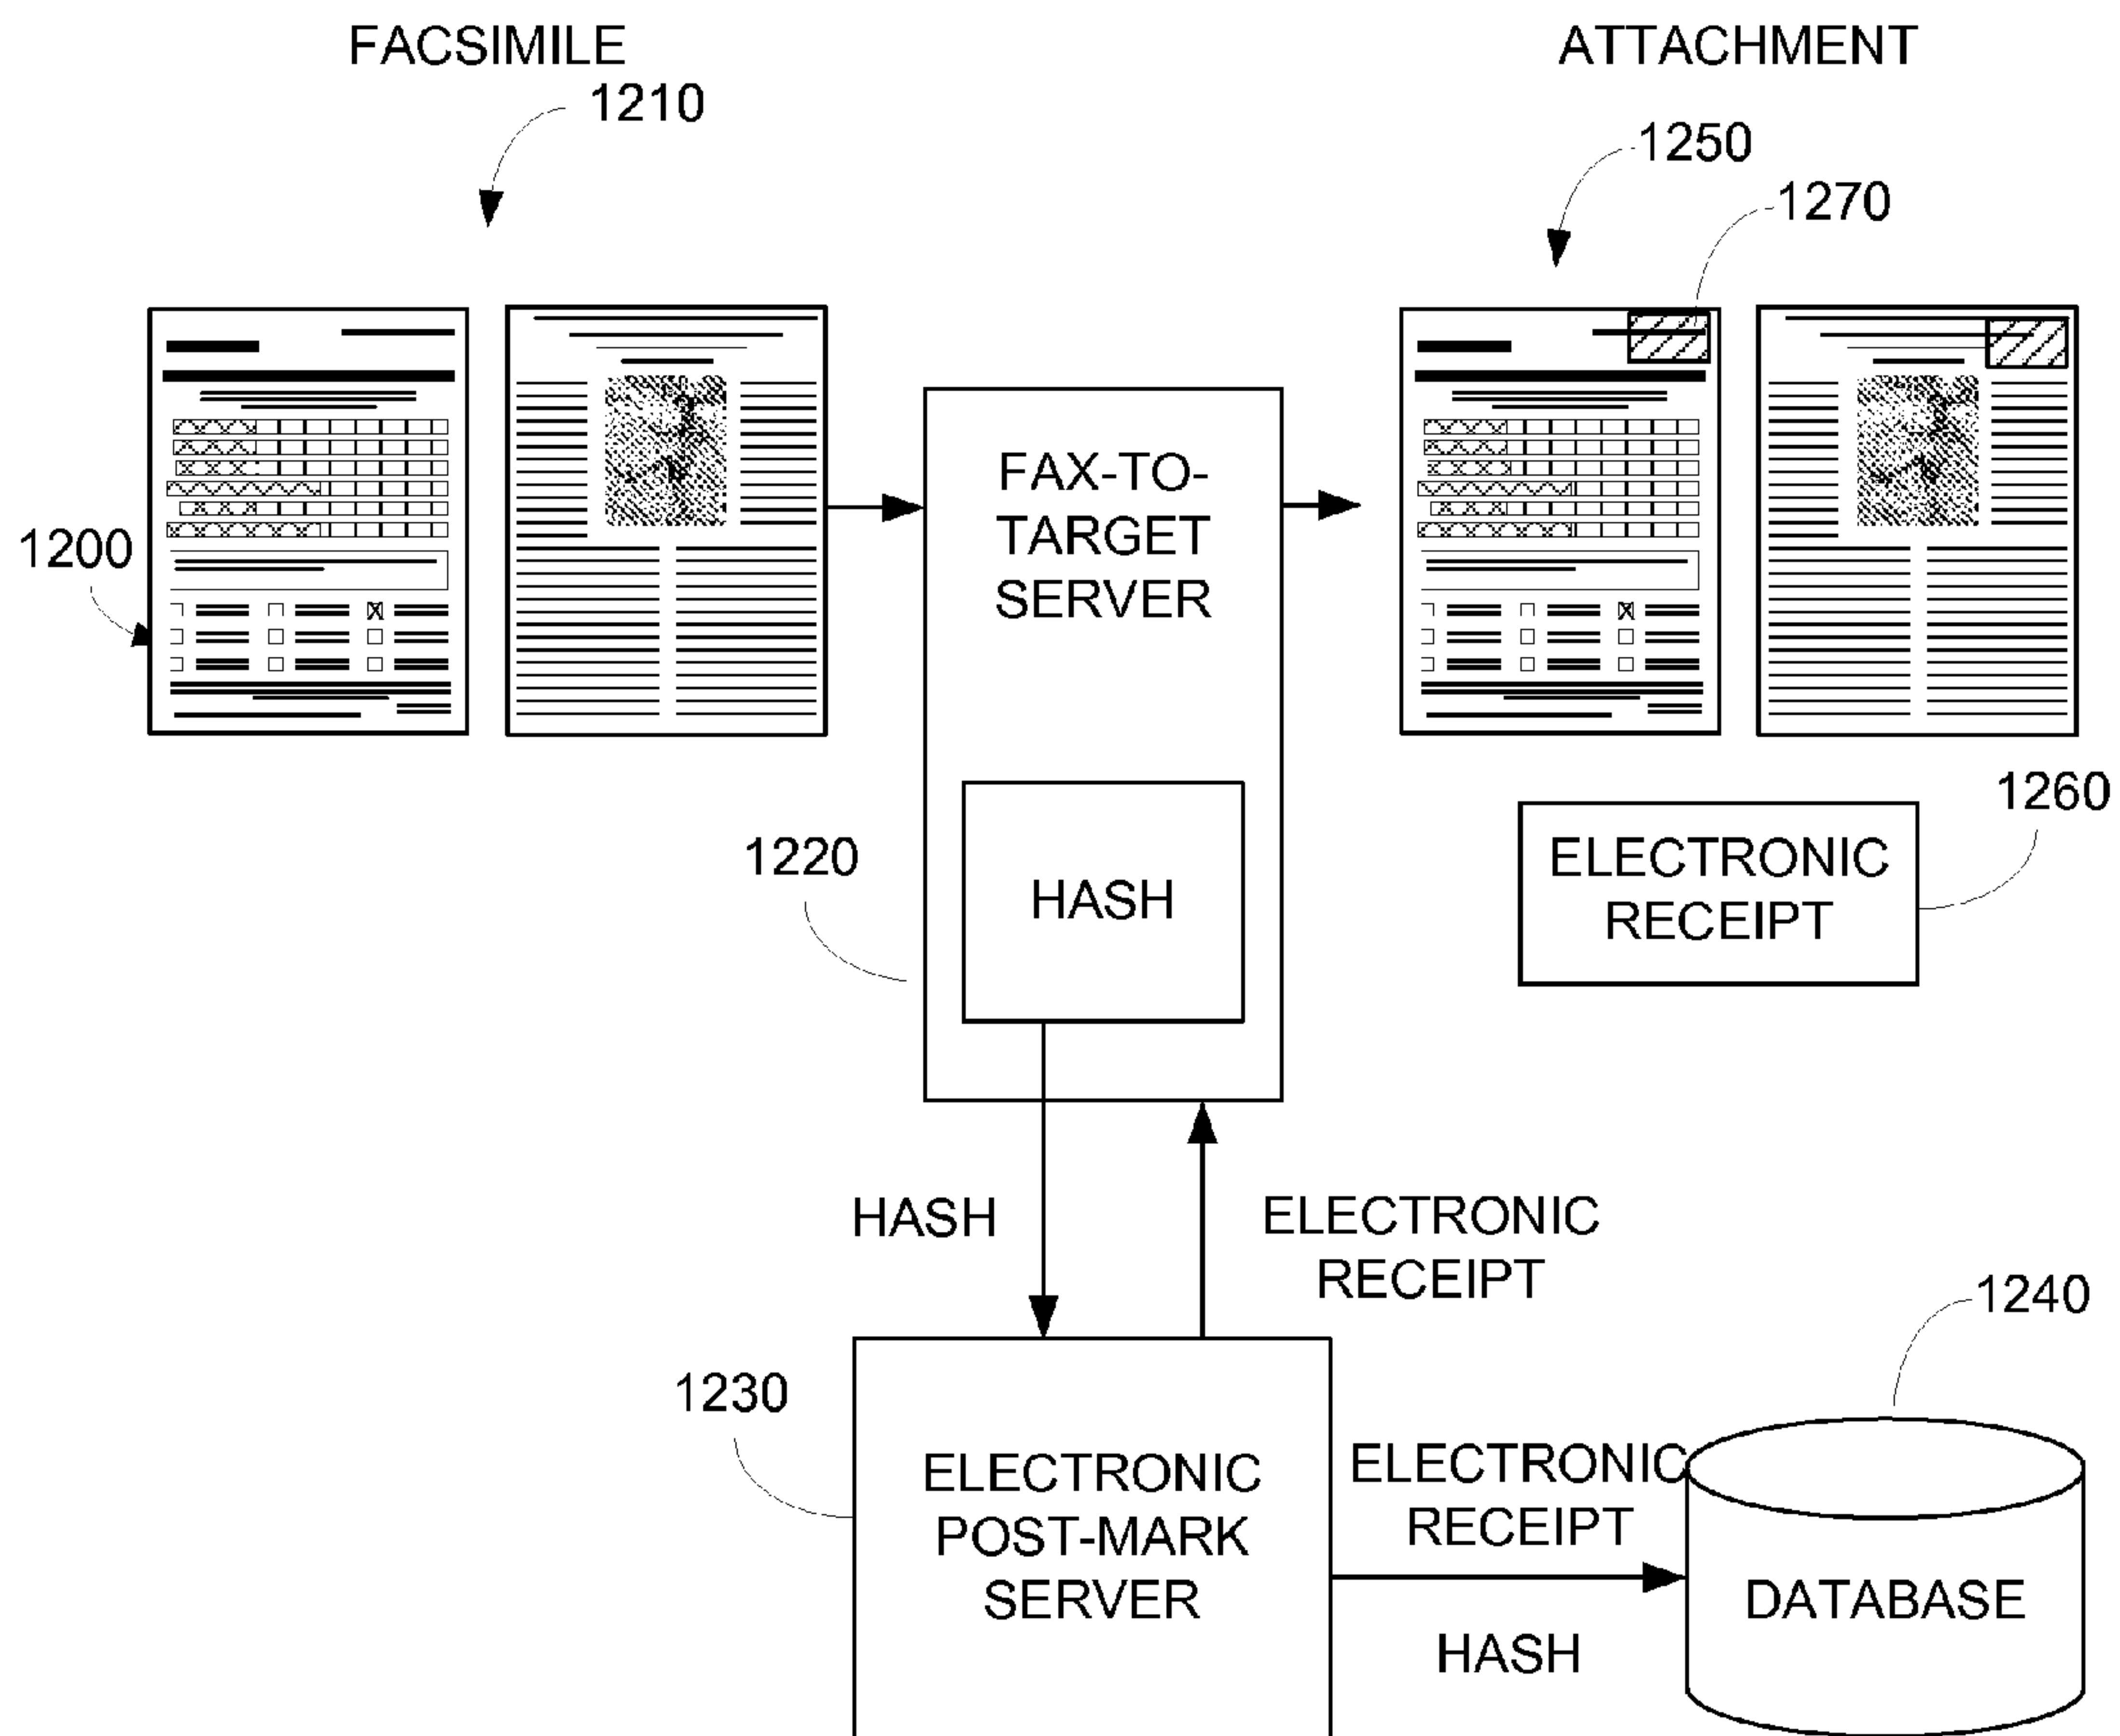 FACSIMILE
1210
ATTACHMENT
1250
1270
1200
FAX-TO-
TARGET
SERVER
1220
HASH
1260
ELECTRONIC
RECEIPT
HASH
ELECTRONIC
RECEIPT
1240
1230
ELECTRONIC
POST-MARK
SERVER
ELECTRONIC
RECEIPT
HASH
DATABASE